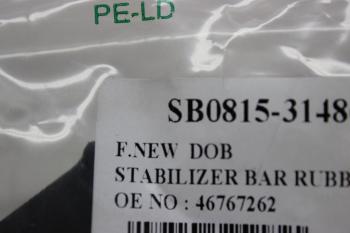 PE-LD
SB0815-3148
F.NEW DOB
STABILIZER BAR RUBB
OE NO : 46767262